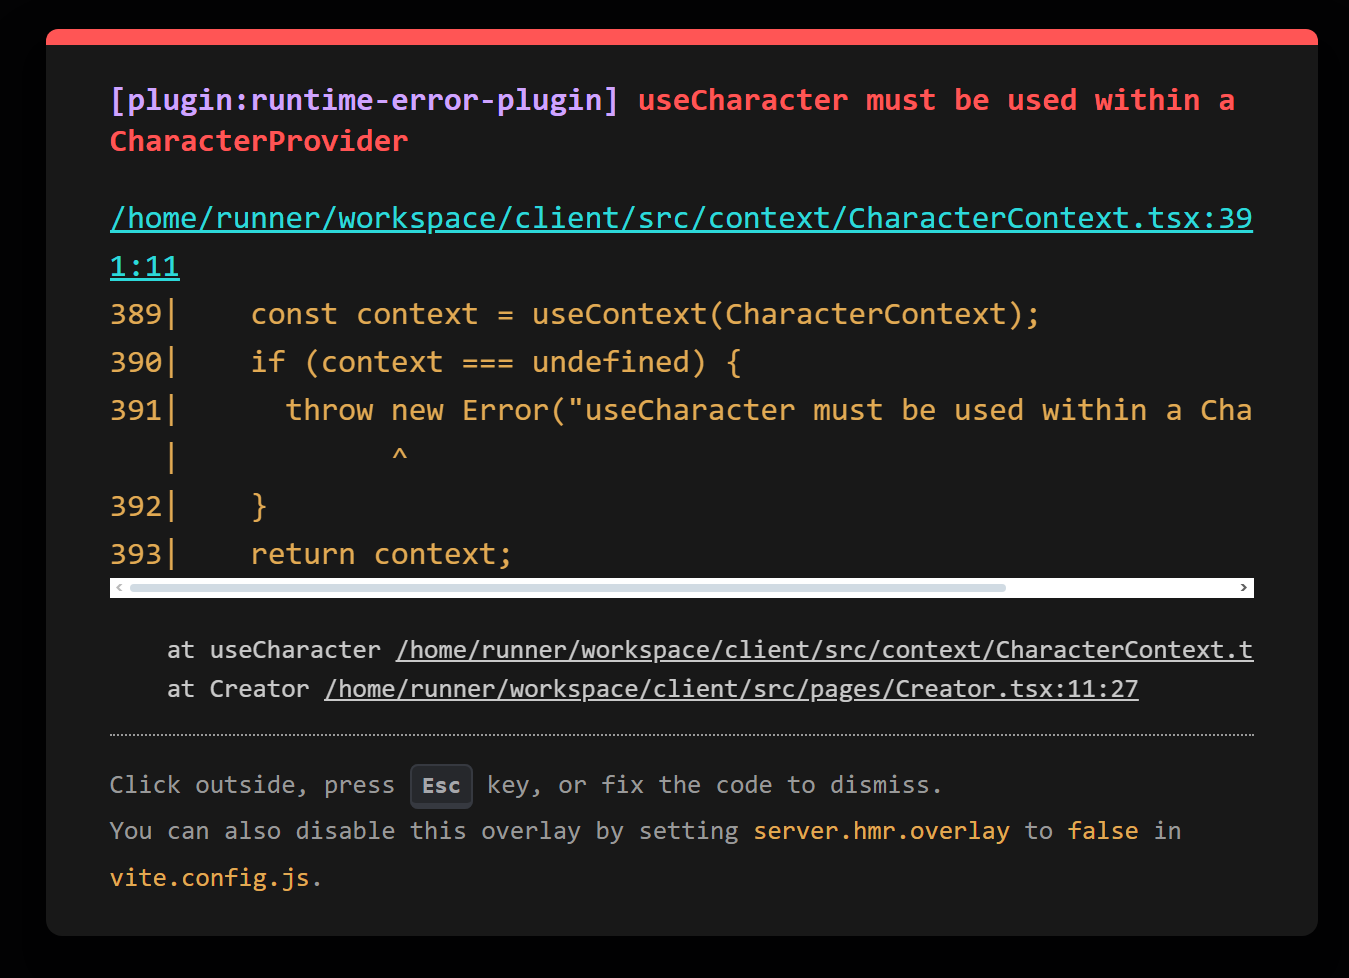 [plugin:runtime-error-plugin] useCharacter must be used within a
CharacterProvider
/home/runner/workspace/client/src/context/CharacterContext.tsx:39
1:11
389|    const context = useContext(CharacterContext);
390|    if (context === undefined) {
391|      throw new Error("useCharacter must be used within a Cha
   |            ^
392|    }
393|    return context;
at useCharacter /home/runner/workspace/client/src/context/CharacterContext.t
at Creator /home/runner/workspace/client/src/pages/Creator.tsx:11:27
Click outside, press Esc key, or fix the code to dismiss.
You can also disable this overlay by setting server.hmr.overlay to false in
vite.config.js.